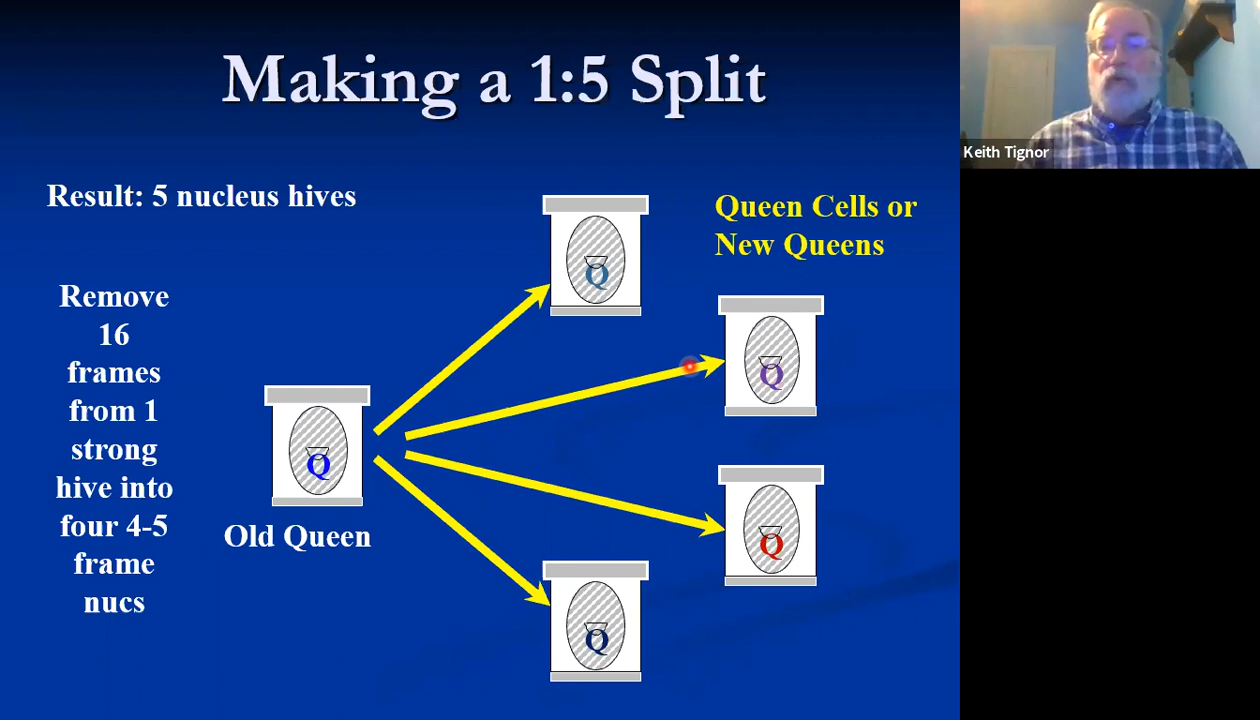 Making a 1:5 Split
Keith Tignor
Result: 5 nucleus hives
Queen Cells or
New Queens
Remove
16
frames
from 1
strong
hive into
four 4-5
frame
nucs
Q
Q
Q
Old Queen
Q
Q